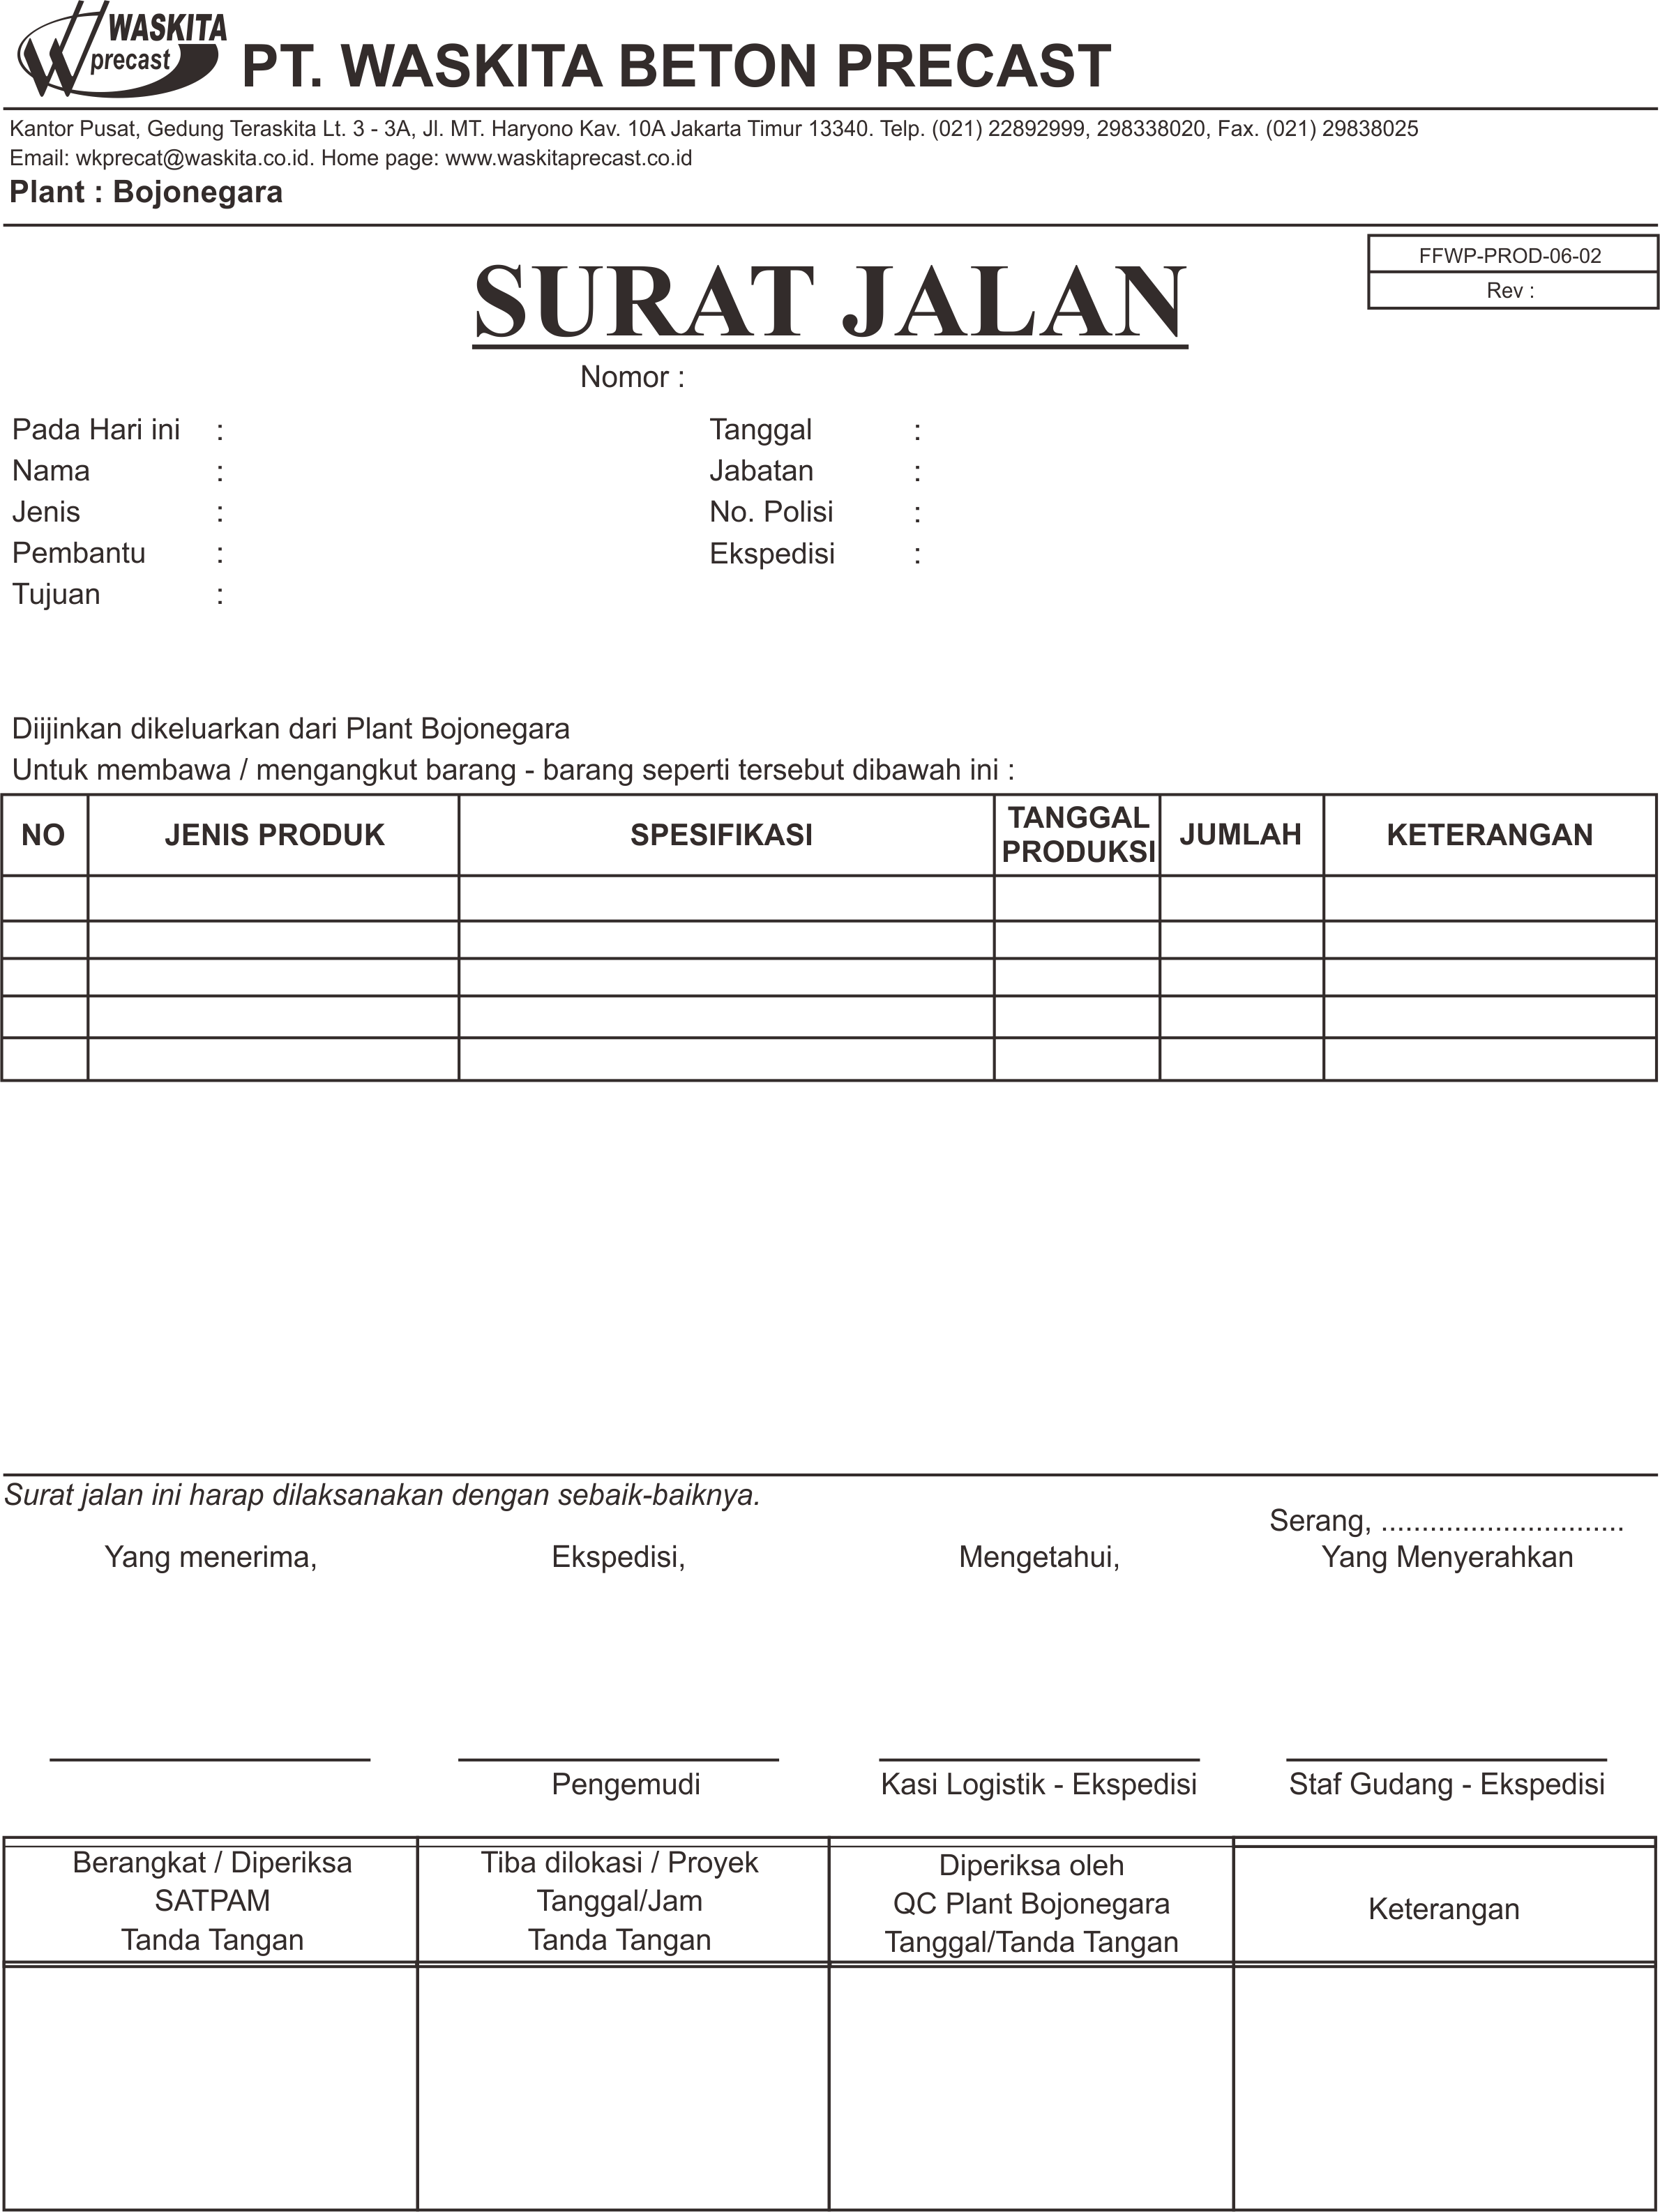 WASKITA
precast
PT. WASKITA BETON PRECAST
Kantor Pusat, Gedung Teraskita Lt. 3 - 3A, Jl. MT. Haryono Kav. 10A Jakarta Timur 13340. Telp. (021) 22892999, 298338020, Fax. (021) 29838025
Email: wkprecat@waskita.co.id. Home page: www.waskitaprecast.co.id
Plant : Bojonegara
FFWP-PROD-06-02
Rev :
SURAT JALAN
Nomor :
Pada Hari ini : Tanggal :
Nama : Jabatan :
Jenis : No. Polisi :
Pembantu : Ekspedisi :
Tujuan :
Diijinkan dikeluarkan dari Plant Bojonegara
Untuk membawa / mengangkut barang - barang seperti tersebut dibawah ini :
NO JENIS PRODUK SPESIFIKASI TANGGAL PRODUKSI JUMLAH KETERANGAN
Surat jalan ini harap dilaksanakan dengan sebaik-baiknya.
Serang, ..............................
Yang menerima, Ekspedisi, Mengetahui, Yang Menyerahkan
Pengemudi Kasi Logistik - Ekspedisi Staf Gudang - Ekspedisi
Berangkat / Diperiksa
SATPAM
Tanda Tangan
Tiba dilokasi / Proyek
Tanggal/Jam
Tanda Tangan
Diperiksa oleh
QC Plant Bojonegara
Tanggal/Tanda Tangan
Keterangan